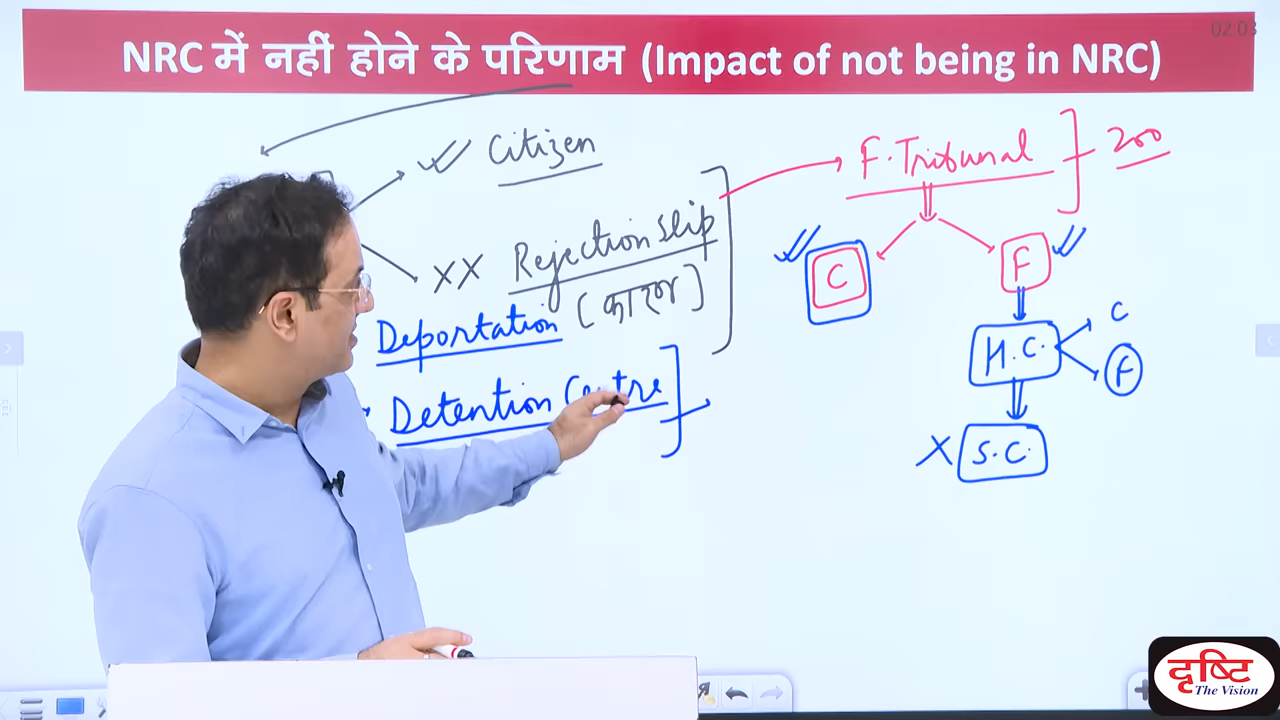 02:03
NRC में नहीं होने के परिणाम (Impact of not being in NRC)
Citizen
XX Rejection slip
(कारण)
Deportation
Detention Centre
F. Tribunal
200
C
F
H.C.
C
F
X S.C.
दृष्टि
The Vision